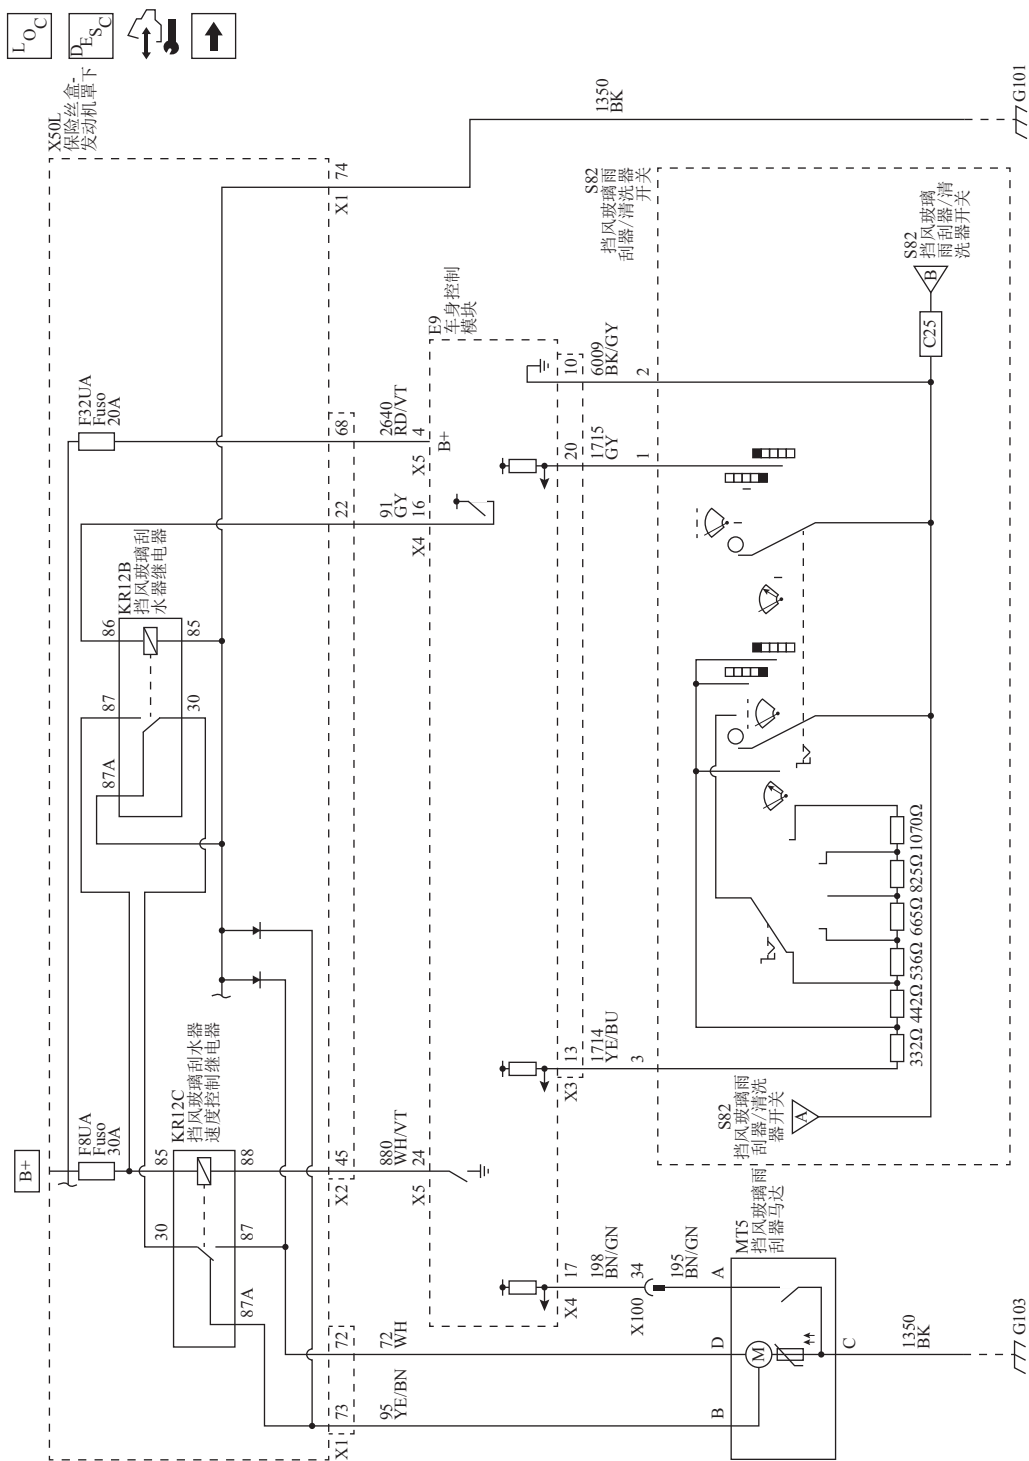 LOC
DESC
B+
X50L
保险丝盒-
发动机罩下
F8UA
Fuso
30A
F32UA
Fuso
20A
KR12C
挡风玻璃刮水器
速度控制继电器
30
85
87A
87
88
KR12B
挡风玻璃刮
水器继电器
87A
87
86
30
85
X1
73
72
X2
45
22
68
X1
74
95
YE/BN
72
WH
880
WH/VT
X5
24
91
GY
X4
16
2640
RD/VT
X5
4
B+
1350
BK
G101
E9
车身控制
模块
X4
17
X3
13
20
10
198
BN/GN
X100
34
195
BN/GN
1714
YE/BU
3
1715
GY
1
6009
BK/GY
2
MT5
挡风玻璃雨
刮器马达
B
D
A
M
C
1350
BK
G103
S82
挡风玻璃雨
刮器/清洗器
开关
S82
挡风玻璃雨
刮器/清洗
器开关
A
332Ω
442Ω
536Ω
665Ω
825Ω
1070Ω
C25
B
S82
挡风玻璃
雨刮器/清
洗器开关